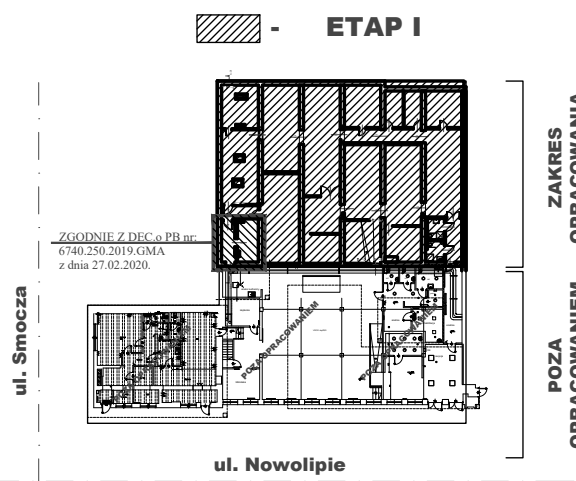 - ETAP I
ZAKRES
OPRACOWANIA
ZGODNIE Z DEC.o PB nr:
6740.250.2019.GMA
z dnia 27.02.2020.
ul. Smocza
POZA OPRACOWANIEM
POZA OPRACOWANIEM
POZA
OPRACOWANIEM
ul. Nowolipie